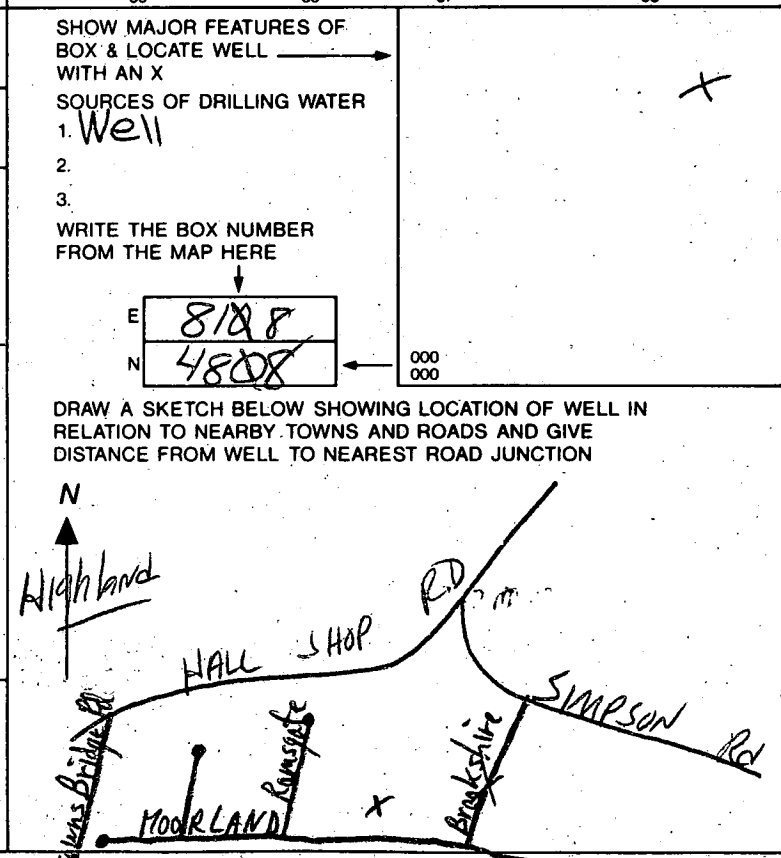 SHOW MAJOR FEATURES OF
BOX & LOCATE WELL
WITH AN X
SOURCES OF DRILLING WATER
1. Well
2.
3.
WRITE THE BOX NUMBER
FROM THE MAP HERE
E 8108
N 4808
000
000
DRAW A SKETCH BELOW SHOWING LOCATION OF WELL IN
RELATION TO NEARBY TOWNS AND ROADS AND GIVE
DISTANCE FROM WELL TO NEAREST ROAD JUNCTION
N
Highland
HALL SHOP RD
SIMPSON Rd
Bridge Rd
Ramsgate
Brookshire
MOORLAND
X